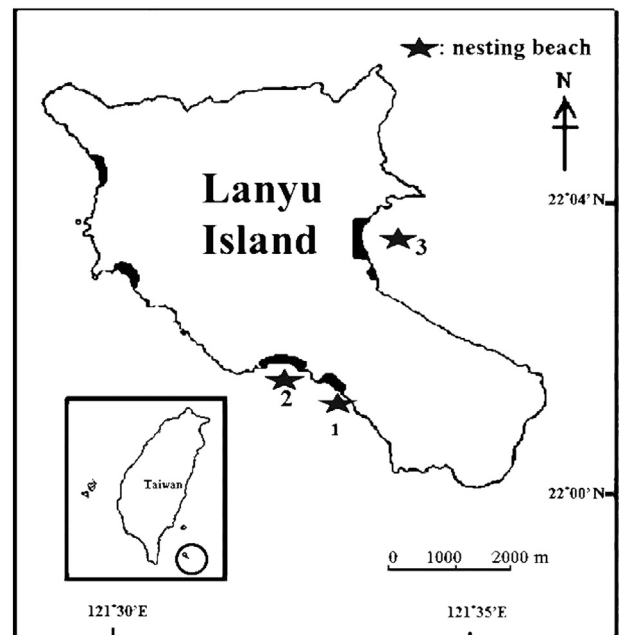 ★: nesting beach
N
Lanyu
Island
22°04'N
3
2
1
Taiwan
22°00'N
0 1000 2000 m
121°30'E 121°35'E